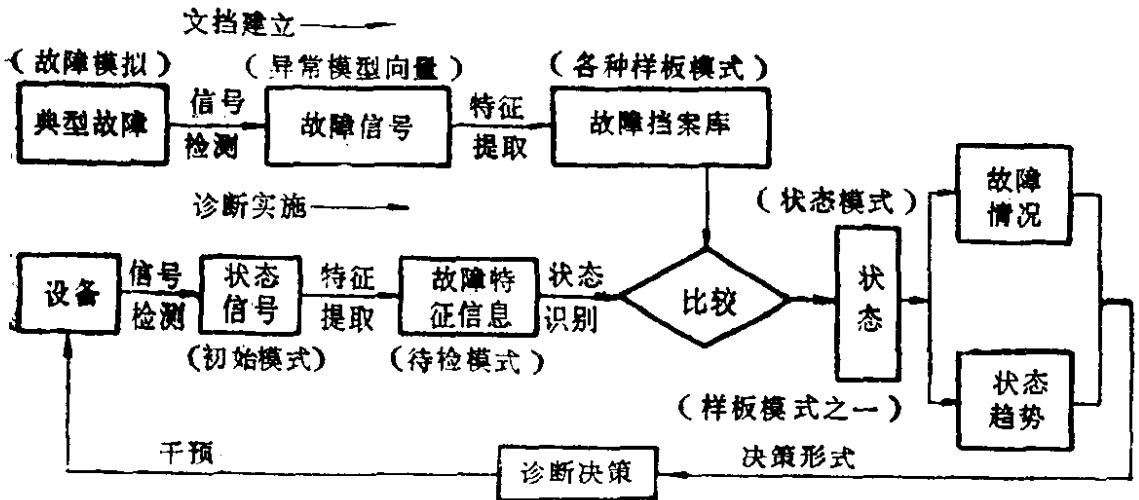 文挡建立
(故障模拟)
(异常模型向量)
(各种样板模式)
典型故障
信号
检测
故障信号
特征
提取
故障挡案库
诊断实施
(状态模式)
故障
情况
设备
信号
检测
状态
信号
特征
提取
故障特
征信息
状态
识别
比较
状
态
(初始模式)
(待检模式)
(样板模式之一)
状态
趋势
干预
诊断决策
决策形式